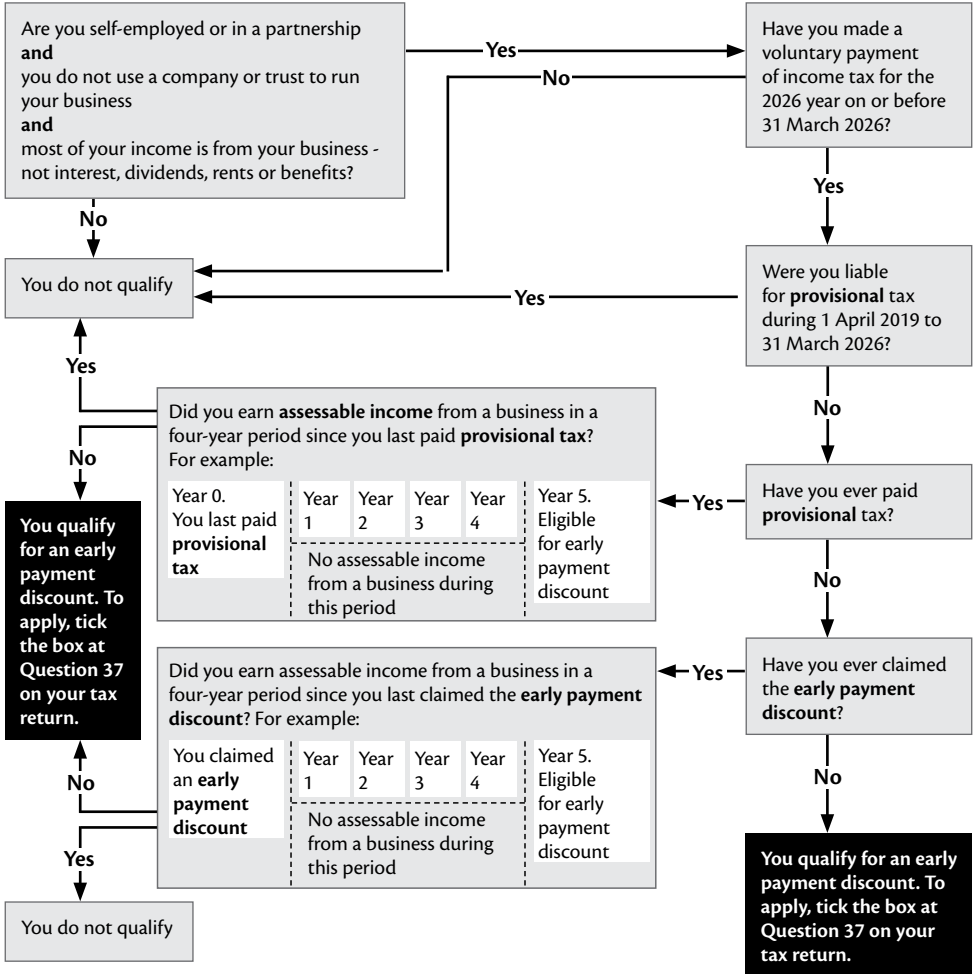 Are you self-employed or in a partnership
and
you do not use a company or trust to run
your business
and
most of your income is from your business -
not interest, dividends, rents or benefits?
Yes
No
Have you made a
voluntary payment
of income tax for the
2026 year on or before
31 March 2026?
No
Yes
You do not qualify
Yes
Were you liable
for provisional tax
during 1 April 2019 to
31 March 2026?
Yes
No
Did you earn assessable income from a business in a
four-year period since you last paid provisional tax?
For example:
Year 0.
You last paid
provisional
tax
Year
1
Year
2
Year
3
Year
4
No assessable income
from a business during
this period
Year 5.
Eligible
for early
payment
discount
Yes
Have you ever paid
provisional tax?
No
No
You qualify
for an early
payment
discount. To
apply, tick
the box at
Question 37
on your tax
return.
Did you earn assessable income from a business in a
four-year period since you last claimed the early payment
discount? For example:
You claimed
an early
payment
discount
Year
1
Year
2
Year
3
Year
4
No assessable income
from a business during
this period
Year 5.
Eligible
for early
payment
discount
Yes
Have you ever claimed
the early payment
discount?
No
No
Yes
You do not qualify
You qualify for an early
payment discount. To
apply, tick the box at
Question 37 on your
tax return.